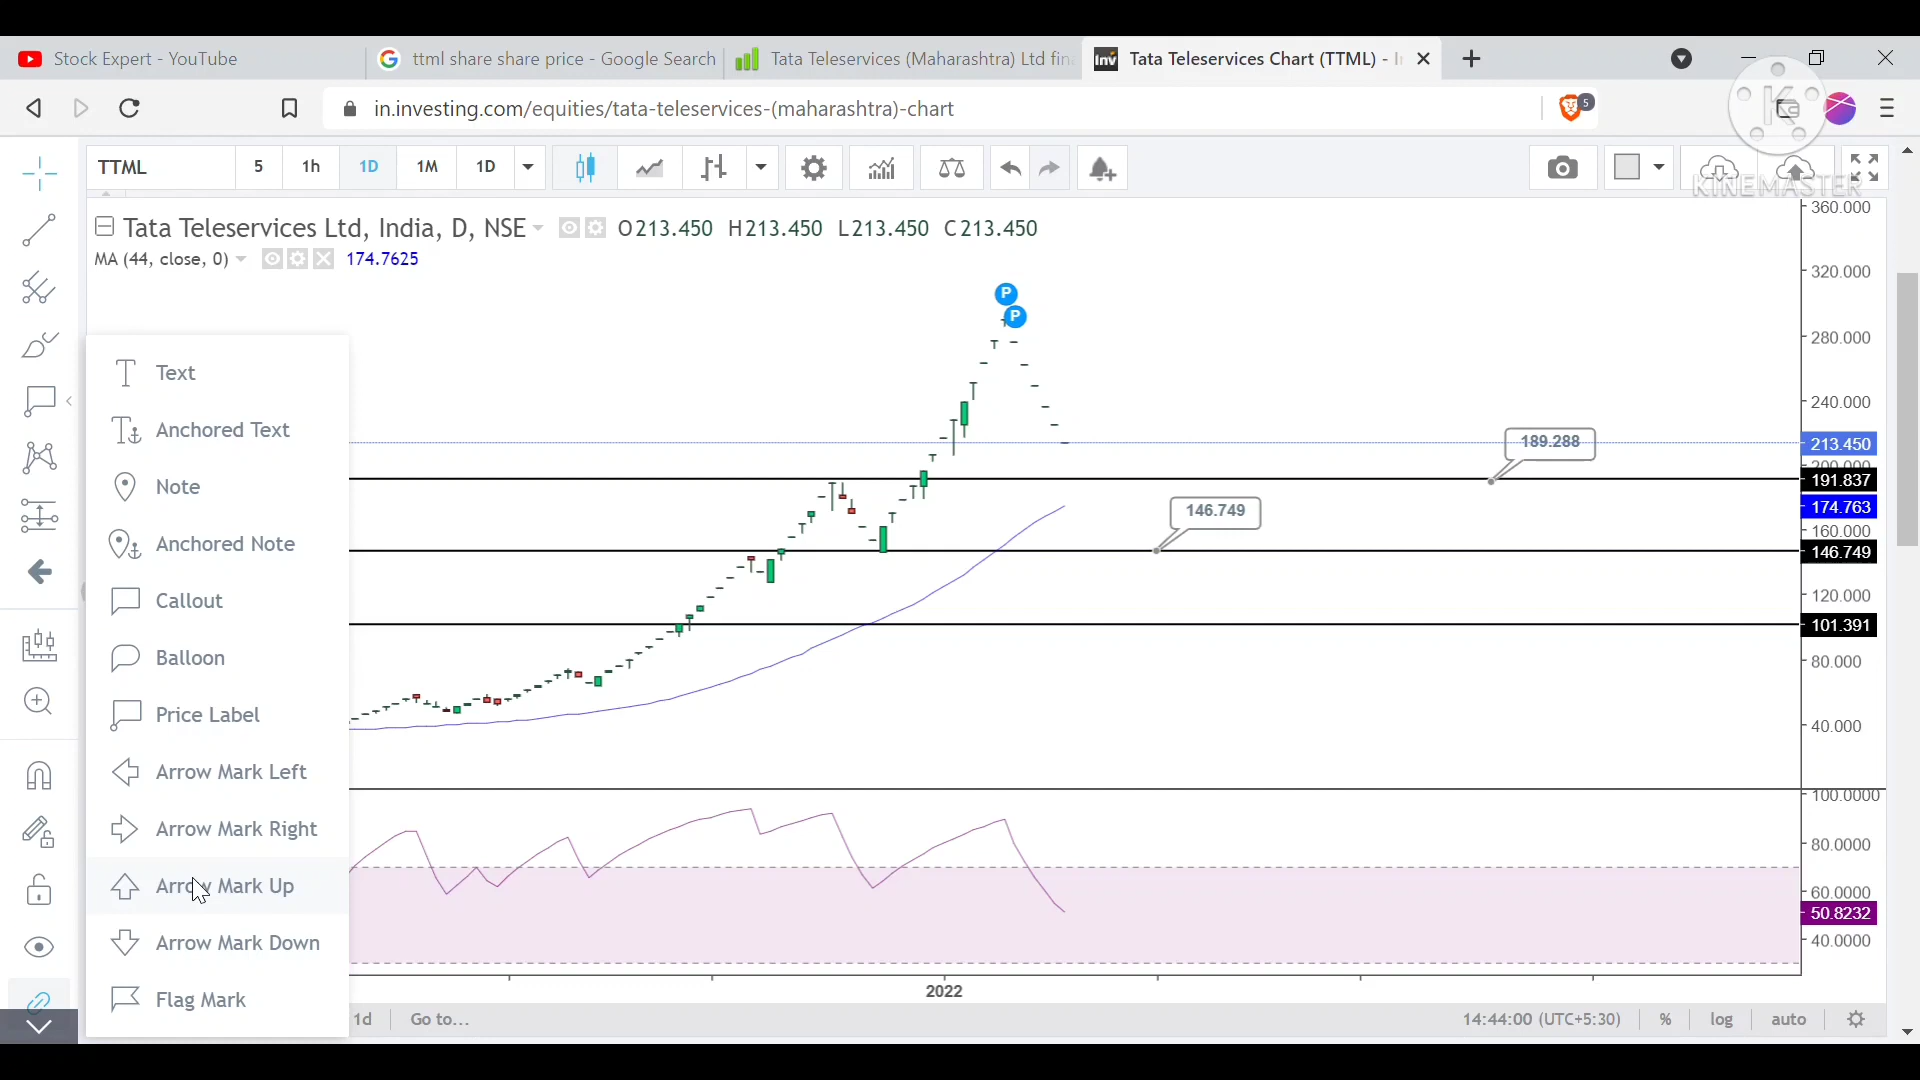 Stock Expert - YouTube
ttml share share price - Google Search
Tata Teleservices (Maharashtra) Ltd fin
Tata Teleservices Chart (TTML) - I
in.investing.com/equities/tata-teleservices-(maharashtra)-chart
5
K
TTML
5
1h
1D
1M
1D
KINEMASTER
Tata Teleservices Ltd, India, D, NSE
O213.450 H213.450 L213.450 C213.450
MA (44, close, 0)
174.7625
P
P
Text
Anchored Text
Note
Anchored Note
Callout
Balloon
Price Label
Arrow Mark Left
Arrow Mark Right
Arrow Mark Up
Arrow Mark Down
Flag Mark
189.288
146.749
360.000
320.000
280.000
240.000
213.450
200.000
191.837
174.763
160.000
146.749
120.000
101.391
80.000
40.000
100.0000
80.0000
60.0000
50.8232
40.0000
2022
1d
Go to...
14:44:00 (UTC+5:30)
%
log
auto